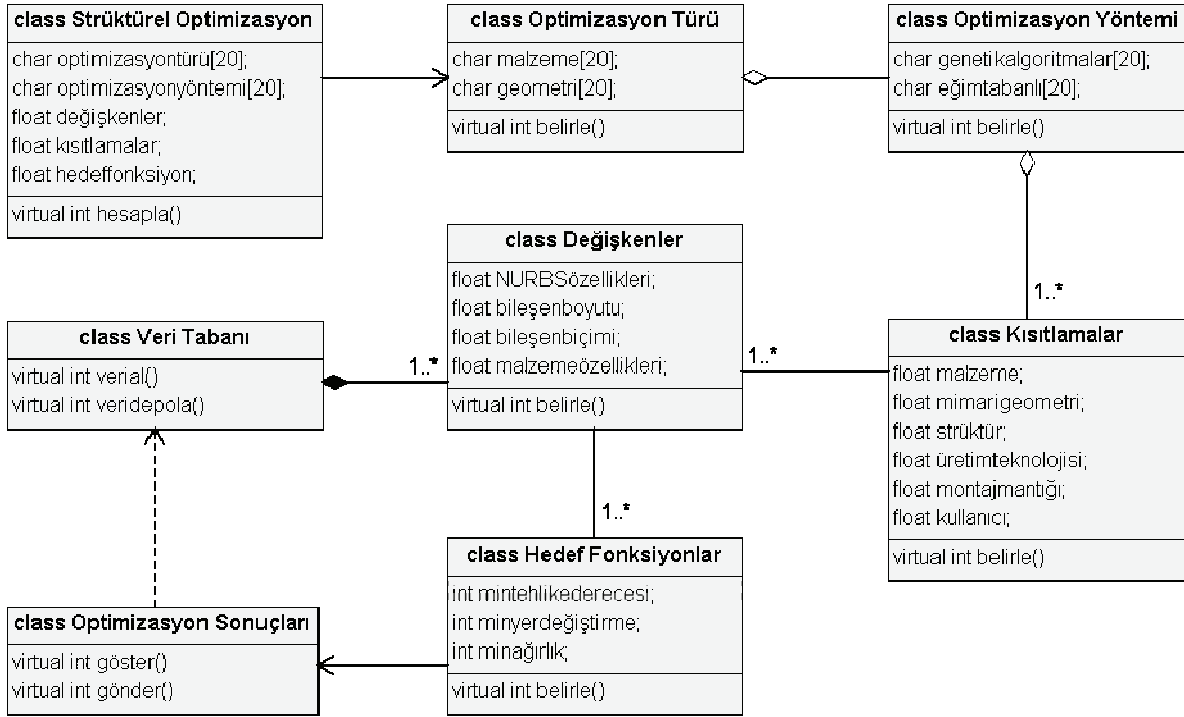 class Strüktürel Optimizasyon
char optimizasyontürü[20];
char optimizasyonyöntemi[20];
float değişkenler;
float kısıtlamalar;
float hedeffonksiyon;
virtual int hesapla()
class Optimizasyon Türü
char malzeme[20];
char geometri[20];
virtual int belirle()
class Optimizasyon Yöntemi
char genetikalgoritmalar[20];
char eğimtabanlı[20];
virtual int belirle()
1..*
class Değişkenler
float NURBSözellikleri;
float bileşenboyutu;
float bileşenbiçimi;
float malzemeözellikleri;
virtual int belirle()
1..*
1..*
class Veri Tabanı
virtual int verial()
virtual int veridepola()
class Kısıtlamalar
float malzeme;
float mimarigeometri;
float strüktür;
float üretimteknolojisi;
float montajmantığı;
float kullanıcı;
virtual int belirle()
1..*
class Hedef Fonksiyonlar
int mintehlikederecesi;
int minyerdeğiştirme;
int minağırlık;
virtual int belirle()
class Optimizasyon Sonuçları
virtual int göster()
virtual int gönder()